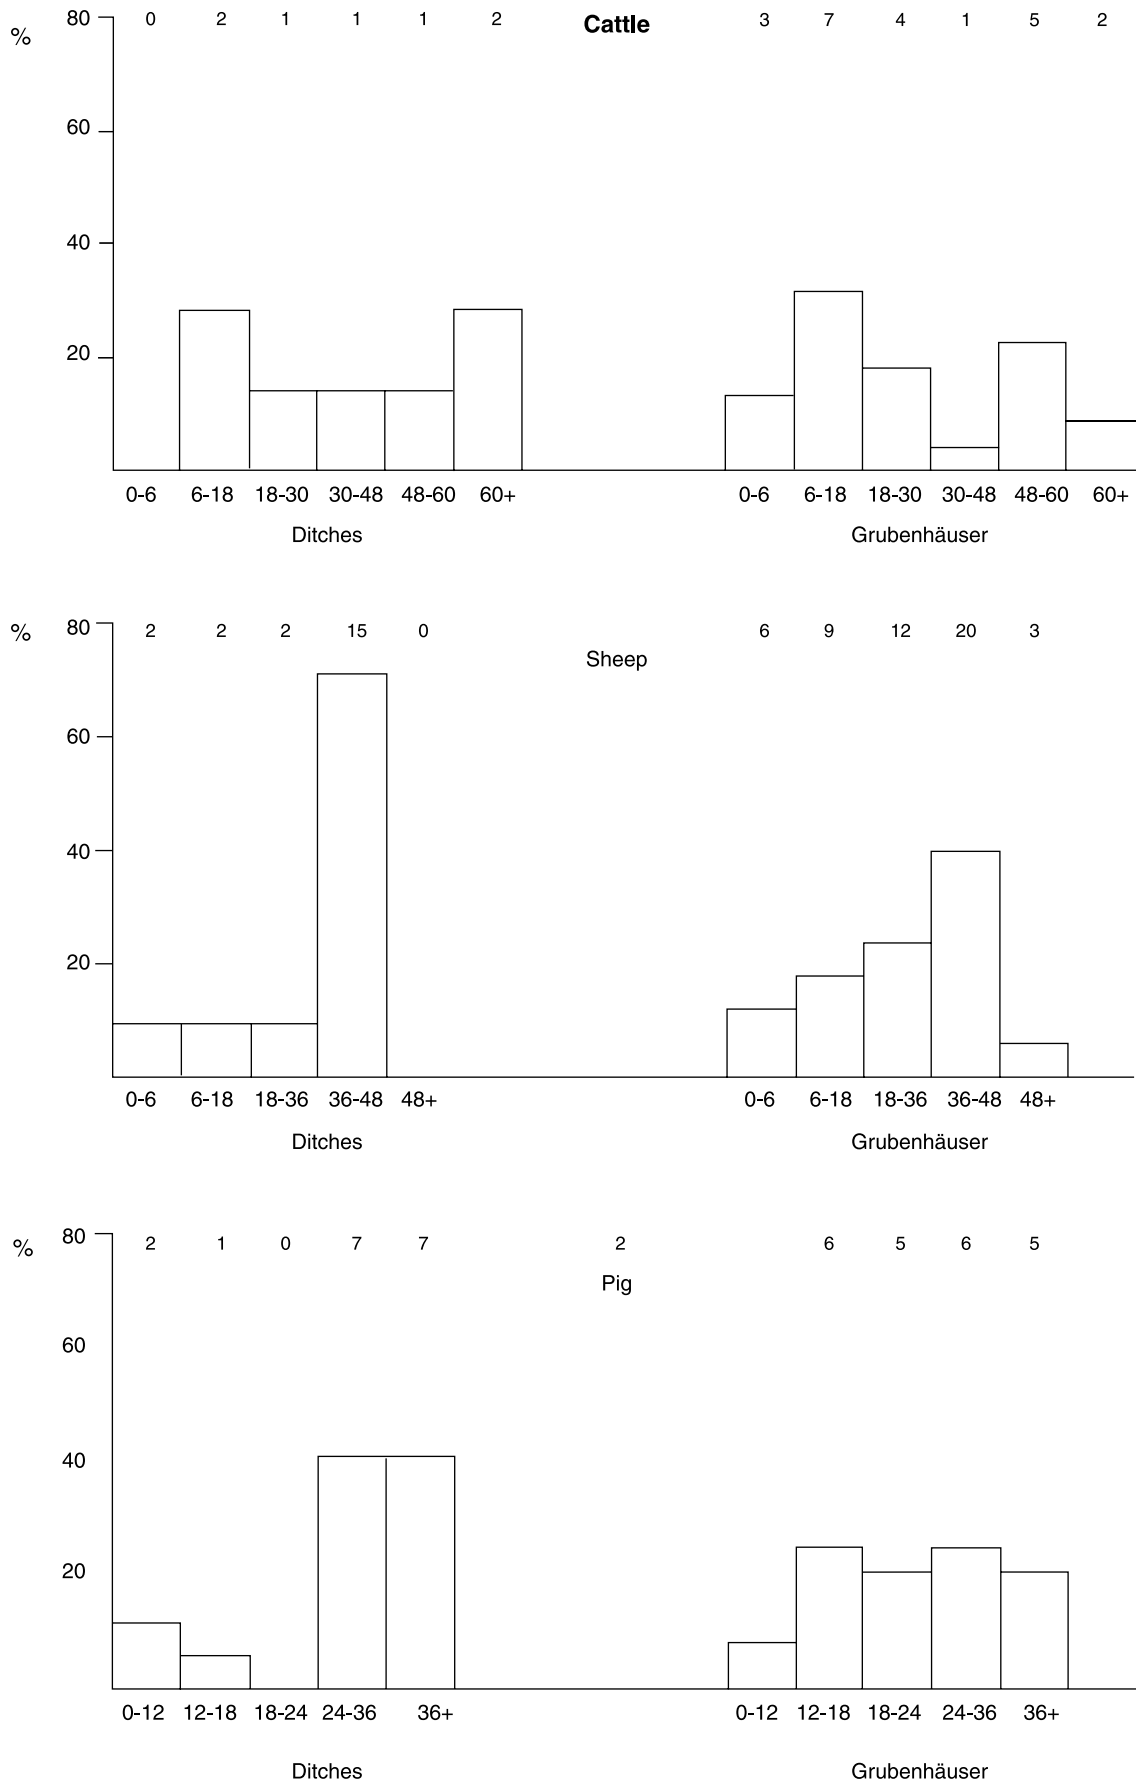 80 0 2 1 1 1 2 Cattle 3 7 4 1 5 2
%
60
40
20
0-6 6-18 18-30 30-48 48-60 60+ 0-6 6-18 18-30 30-48 48-60 60+
Ditches Grubenhäuser
% 80 2 2 2 15 0 6 9 12 20 3
Sheep
60
40
20
0-6 6-18 18-36 36-48 48+ 0-6 6-18 18-36 36-48 48+
Ditches Grubenhäuser
% 80 2 1 0 7 7 2 6 5 6 5
Pig
60
40
20
0-12 12-18 18-24 24-36 36+ 0-12 12-18 18-24 24-36 36+
Ditches Grubenhäuser